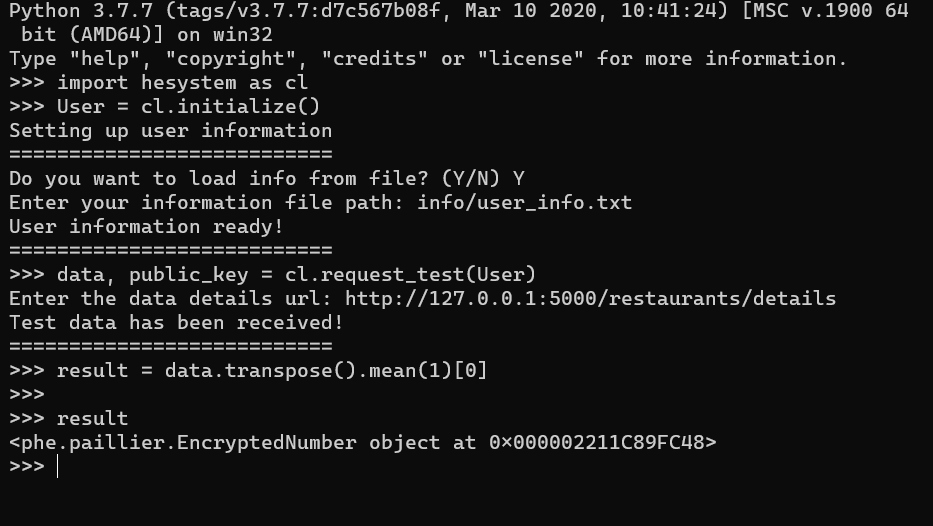 Python 3.7.7 (tags/v3.7.7:d7c567b08f, Mar 10 2020, 10:41:24) [MSC v.1900 64
 bit (AMD64)] on win32
Type "help", "copyright", "credits" or "license" for more information.
>>> import hesystem as cl
>>> User = cl.initialize()
Setting up user information
===========================
Do you want to load info from file? (Y/N) Y
Enter your information file path: info/user_info.txt
User information ready!
===========================
>>> data, public_key = cl.request_test(User)
Enter the data details url: http://127.0.0.1:5000/restaurants/details
Test data has been received!
===========================
>>> result = data.transpose().mean(1)[0]
>>>
>>> result
<phe.paillier.EncryptedNumber object at 0x000002211C89FC48>
>>>